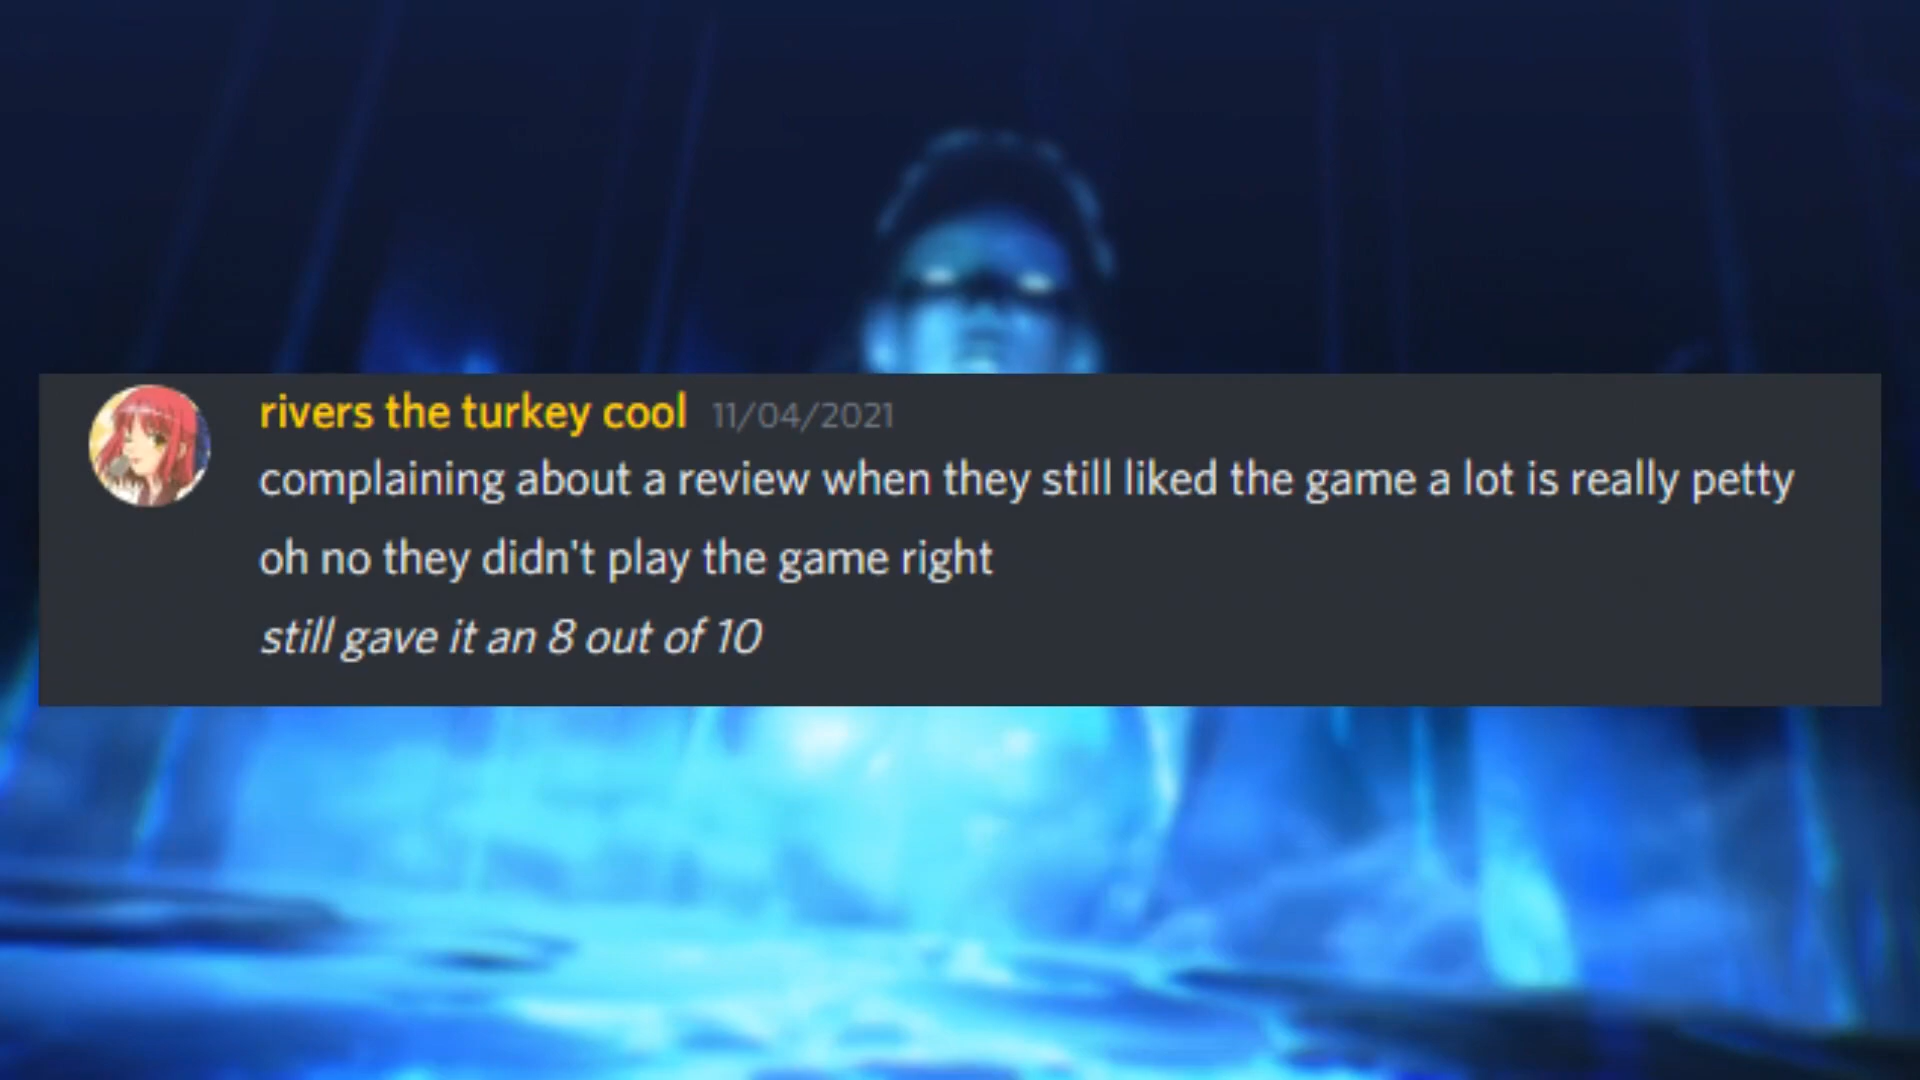 rivers the turkey cool 11/04/2021
complaining about a review when they still liked the game a lot is really petty
oh no they didn't play the game right
still gave it an 8 out of 10